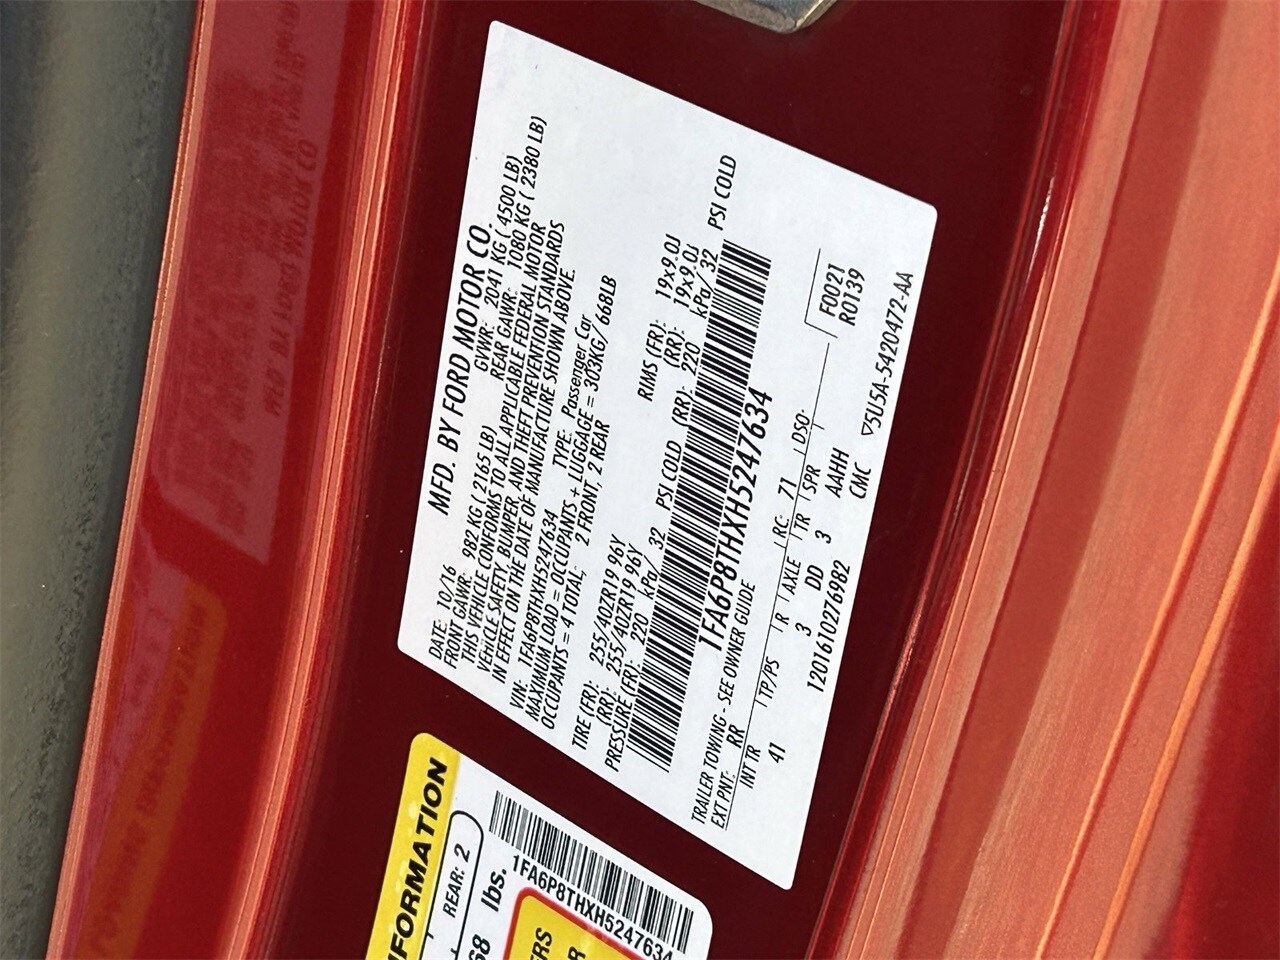 MFD. BY FORD MOTOR CO.
DATE: 10/16 GVWR: 2041 KG ( 4500 LB)
FRONT GAWR: 982 KG ( 2165 LB) REAR GAWR: 1080 KG ( 2380 LB)
THIS VEHICLE CONFORMS TO ALL APPLICABLE FEDERAL MOTOR
VEHICLE SAFETY, BUMPER, AND THEFT PREVENTION STANDARDS
IN EFFECT ON THE DATE OF MANUFACTURE SHOWN ABOVE.
VIN: 1FA6P8THXH5247634 TYPE: Passenger Car
MAXIMUM LOAD = OCCUPANTS + LUGGAGE = 303KG/ 668LB
OCCUPANTS = 4 TOTAL: 2 FRONT, 2 REAR
TIRE (FR): 255/40ZR19 96Y RIMS (FR): 19x9.0J
(RR): 255/40ZR19 96Y (RR): 19x9.0J
PRESSURE (FR): 220 kPa/ 32 PSI COLD (RR): 220 kPa/ 32 PSI COLD
1FA6P8THXH5247634
TRAILER TOWING - SEE OWNER GUIDE
EXT PNT: RR RC: 71 DSO: F0021
R0139
INT TR TP/PS R AXLE TR SPR
41 3 DD 3 AAHH
12016102769B2 CMC
▽5U5A-5420472-AA
NFORMATION
REAR: 2
68 lbs.
1FA6P8THXH5247634